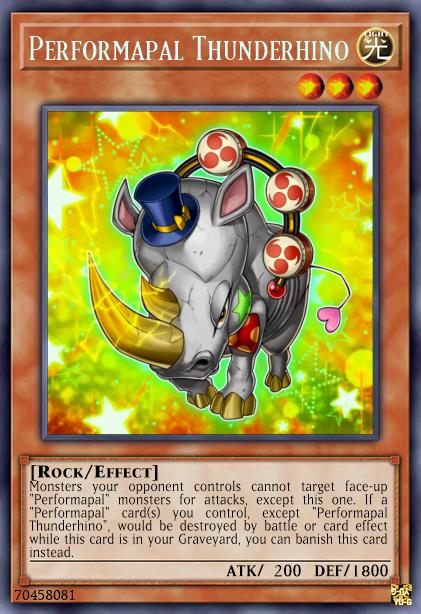 PERFORMAPAL THUNDERHINO
LIGHT
光
[ROCK/EFFECT]
Monsters your opponent controls cannot target face-up
"Performapal" monsters for attacks, except this one. If a
"Performapal" card(s) you control, except "Performapal
Thunderhino", would be destroyed by battle or card effect
while this card is in your Graveyard, you can banish this card
instead.
ATK/ 200 DEF/1800
70458081